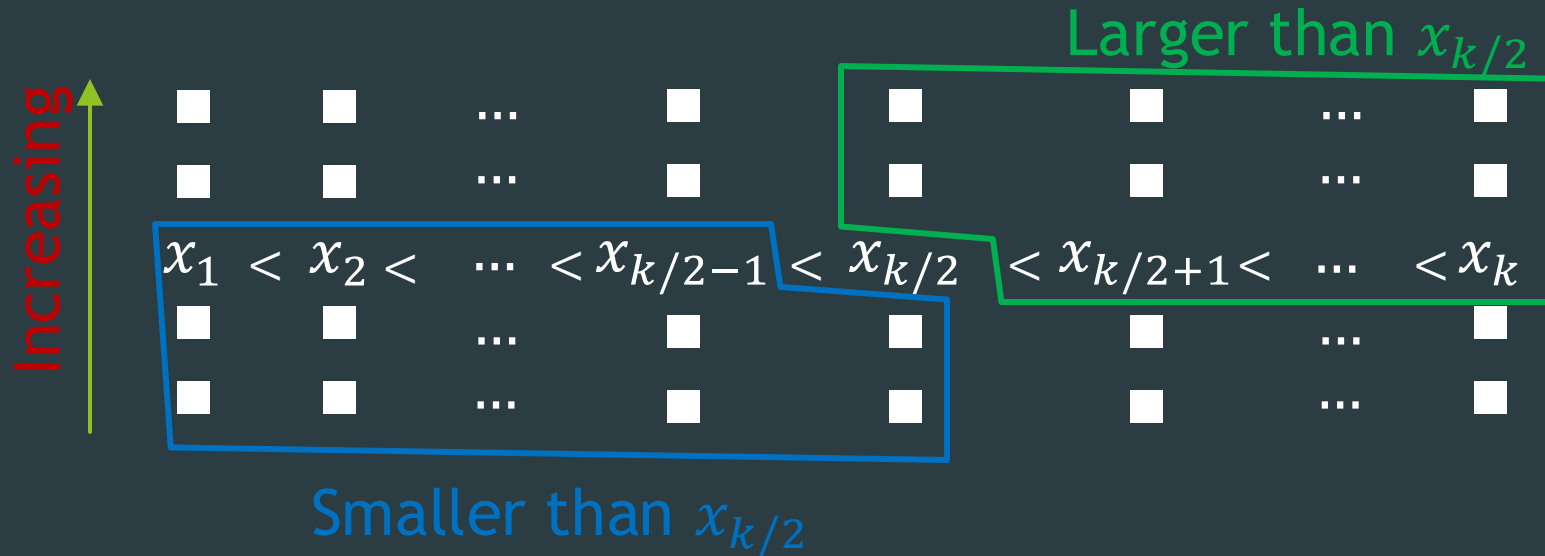 Larger than x_{k/2}
Increasing
... ...
... ...
x_1 < x_2 < ... < x_{k/2-1} < x_{k/2} < x_{k/2+1} < ... < x_k
... ...
... ...
Smaller than x_{k/2}